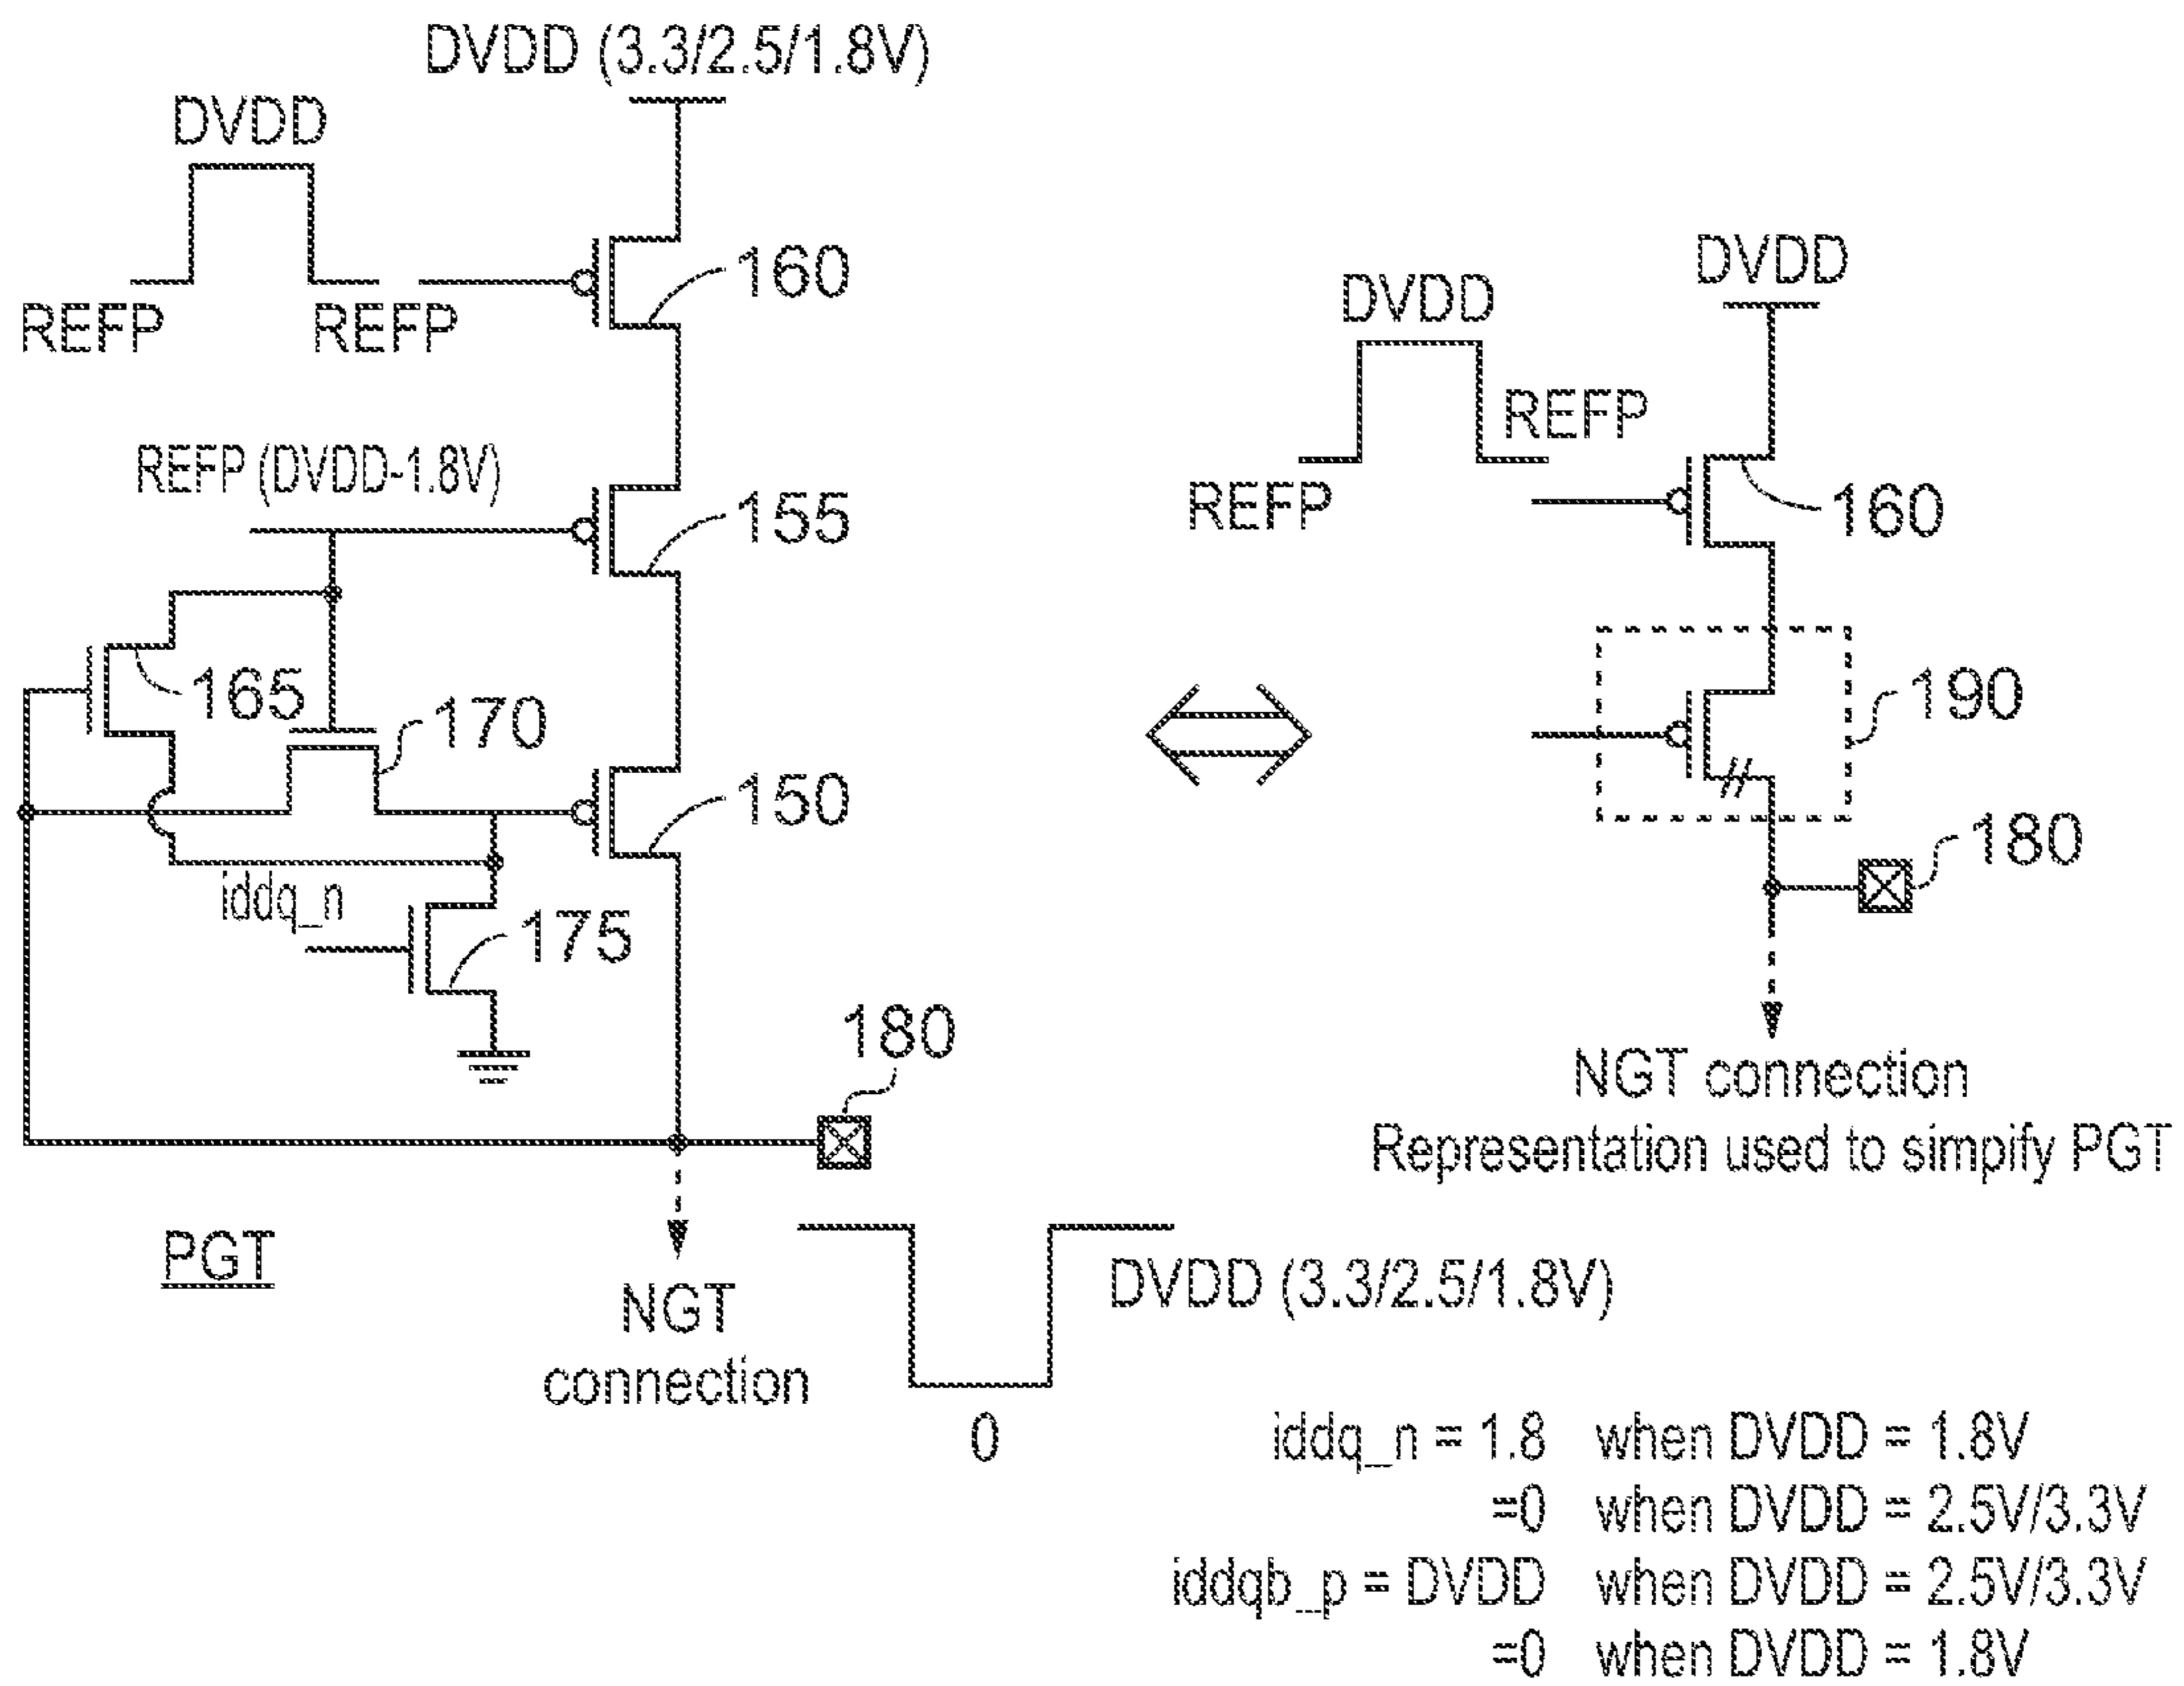 DVDD (3.3/2.5/1.8V)
DVDD
REFP
REFP
160
REFP (DVDD-1.8V)
155
165
170
150
iddq_n
175
180
PGT
NGT
connection
DVDD (3.3/2.5/1.8V)
0
DVDD
DVDD
REFP
REFP
160
190
180
NGT connection
Representation used to simpify PGT
iddq_n = 1.8 when DVDD = 1.8V
=0 when DVDD = 2.5V/3.3V
iddqb_p = DVDD when DVDD = 2.5V/3.3V
=0 when DVDD = 1.8V